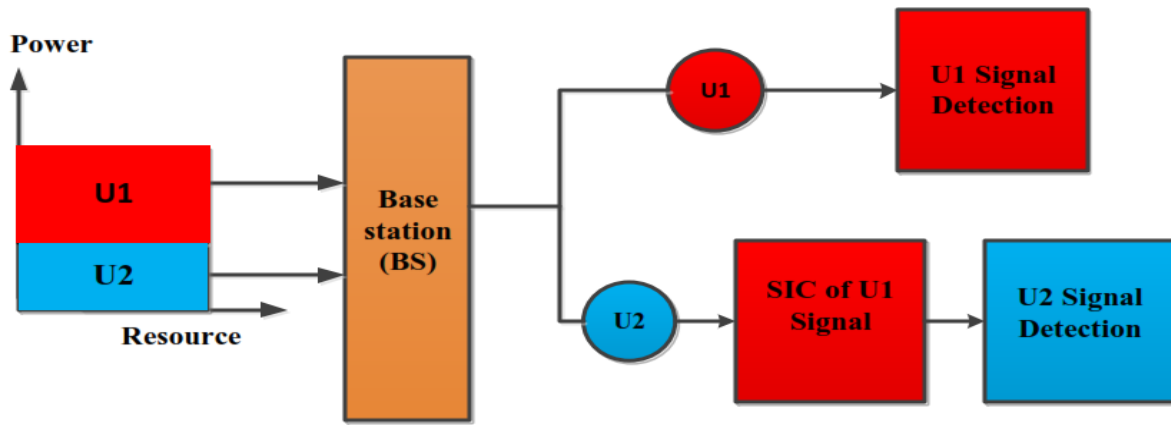 Power
U1
U2
Resource
Base
station
(BS)
U1
U1 Signal
Detection
U2
SIC of U1
Signal
U2 Signal
Detection